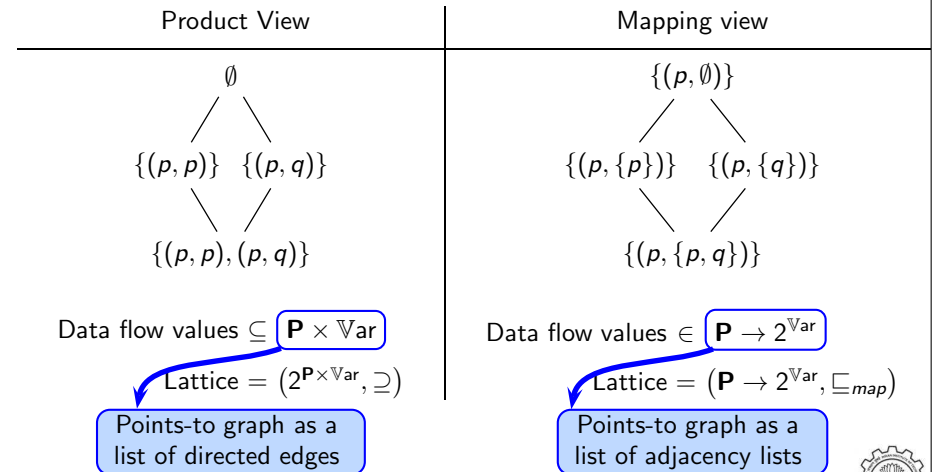 Product View
∅
{(p, p)} {(p, q)}
{(p, p), (p, q)}
Data flow values ⊆ P × 𝕍ar
Lattice = (2^{P×𝕍ar}, ⊇)
Points-to graph as a
list of directed edges
Mapping view
{(p, ∅)}
{(p, {p})} {(p, {q})}
{(p, {p, q})}
Data flow values ∈ P → 2^{𝕍ar}
Lattice = (P → 2^{𝕍ar}, ⊑_{map})
Points-to graph as a
list of adjacency lists